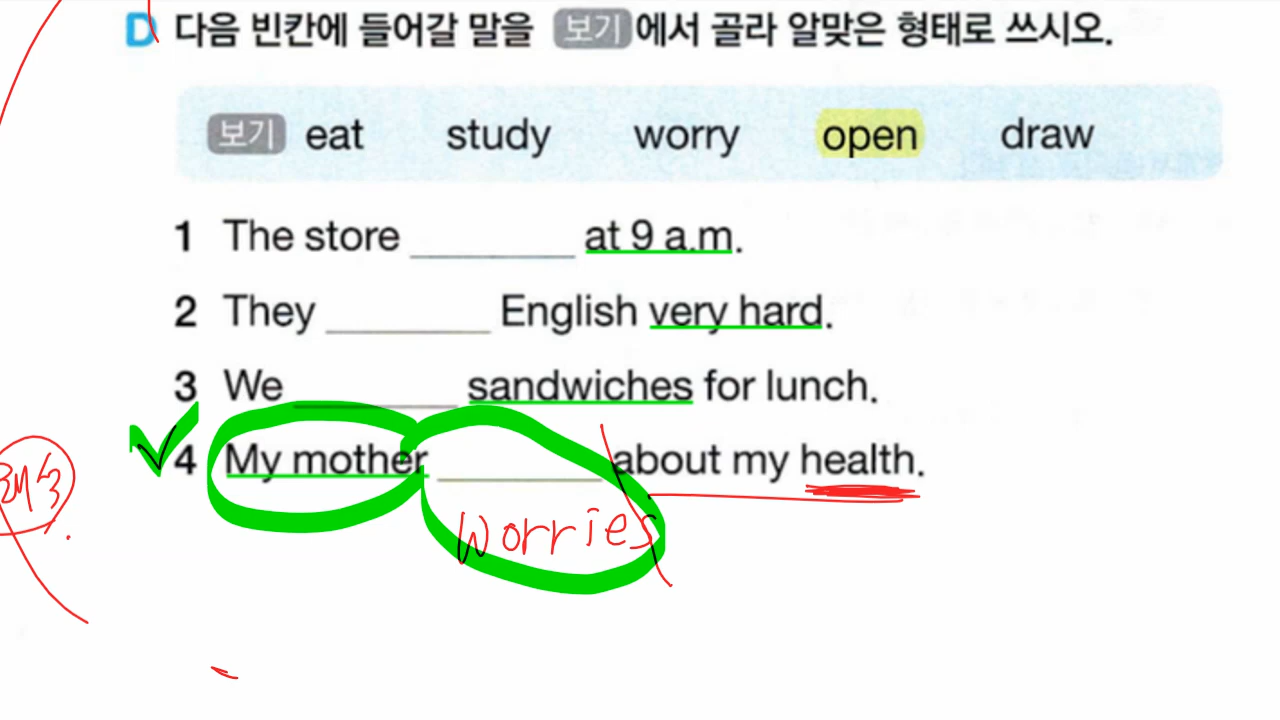 D 다음 빈칸에 들어갈 말을 보기 에서 골라 알맞은 형태로 쓰시오.
보기 eat study worry open draw
1 The store ________ at 9 a.m.
2 They ________ English very hard.
3 We ________ sandwiches for lunch.
4 My mother ________ about my health.
Worries